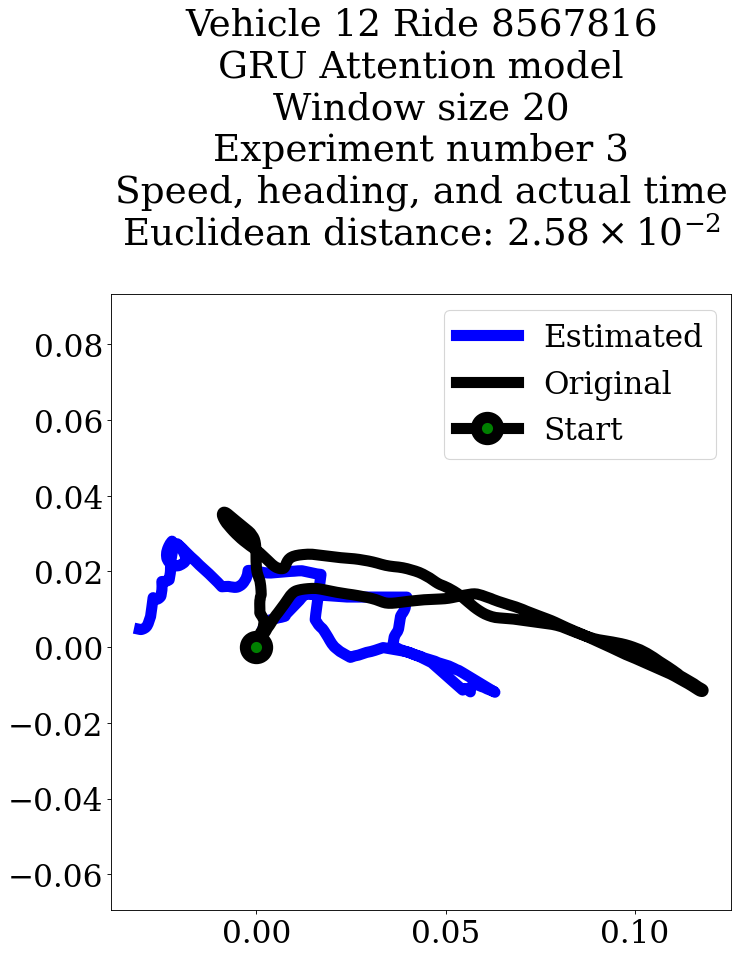 Vehicle 12 Ride 8567816
GRU Attention model
Window size 20
Experiment number 3
Speed, heading, and actual time
Euclidean distance: 2.58 × 10⁻²
Estimated
Original
Start
0.08
0.06
0.04
0.02
0.00
−0.02
−0.04
−0.06
0.00 0.05 0.10